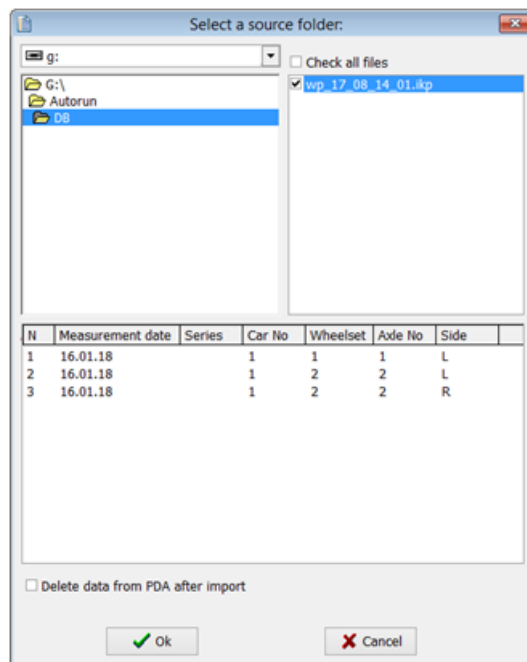 Select a source folder:
g:
Check all files
G:\
Autorun
DB
wp_17_08_14_01.ikp
N Measurement date Series Car No Wheelset Axle No Side
1 16.01.18 1 1 1 L
2 16.01.18 1 2 2 L
3 16.01.18 1 2 2 R
Delete data from PDA after import
Ok
Cancel